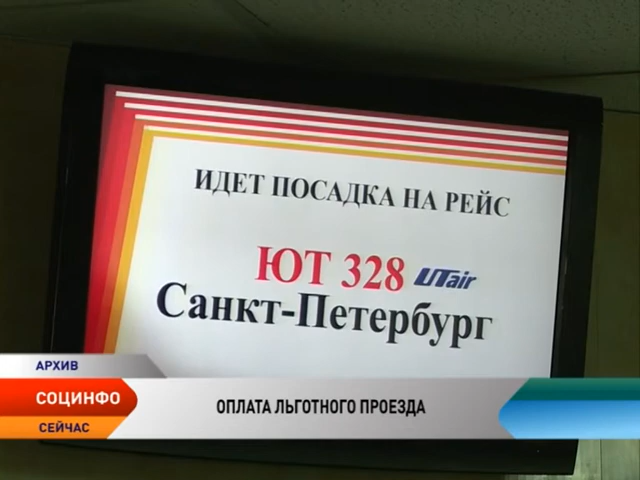 ИДЕТ ПОСАДКА НА РЕЙС
ЮТ 328 UTair
Санкт-Петербург
АРХИВ
СОЦИНФО
СЕЙЧАС
ОПЛАТА ЛЬГОТНОГО ПРОЕЗДА